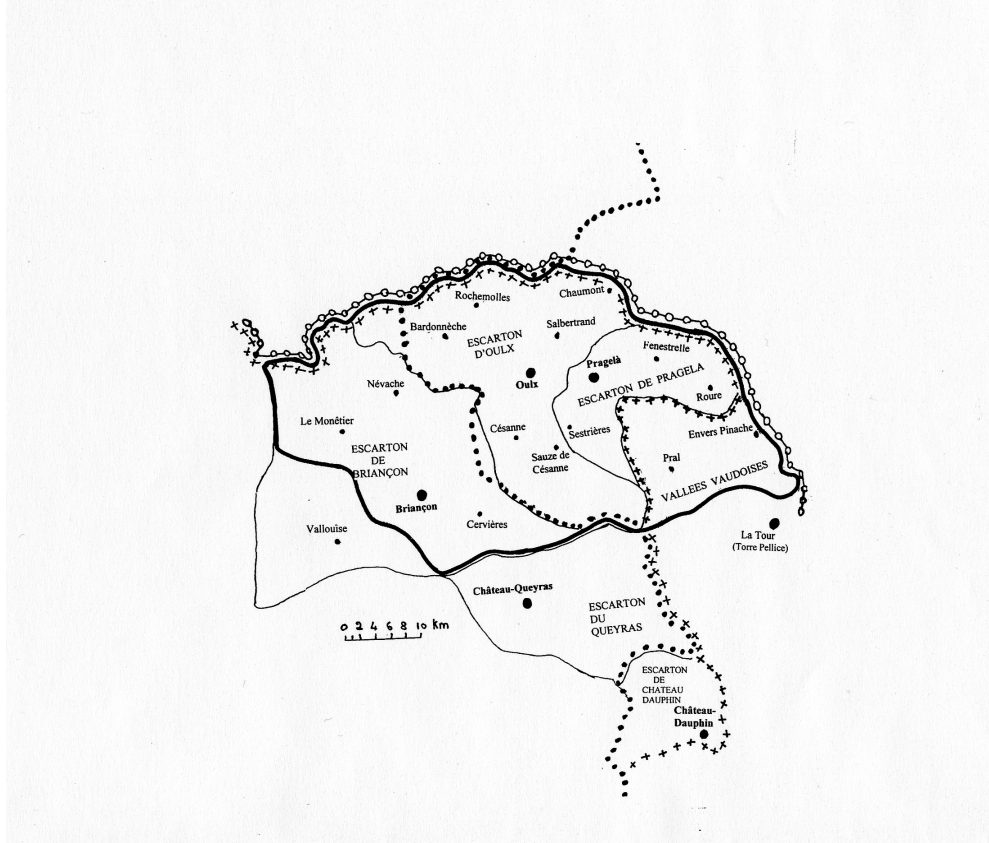 Rochemolles
Chaumont
Bardonnèche
Salbertrand
ESCARTON
D'OULX
Fenestrelle
Pragelà
Oulx
ESCARTON DE PRAGELA
Névache
Roure
Le Monêtier
Césanne
Sestrières
Envers Pinache
ESCARTON
DE
BRIANÇON
Sauze de
Césanne
Pral
VALLEES VAUDOISES
Briançon
Cervières
Vallouise
La Tour
(Torre Pellice)
Château-Queyras
ESCARTON
DU
QUEYRAS
0 2 4 6 8 10 km
ESCARTON
DE
CHATEAU
DAUPHIN
Château-
Dauphin